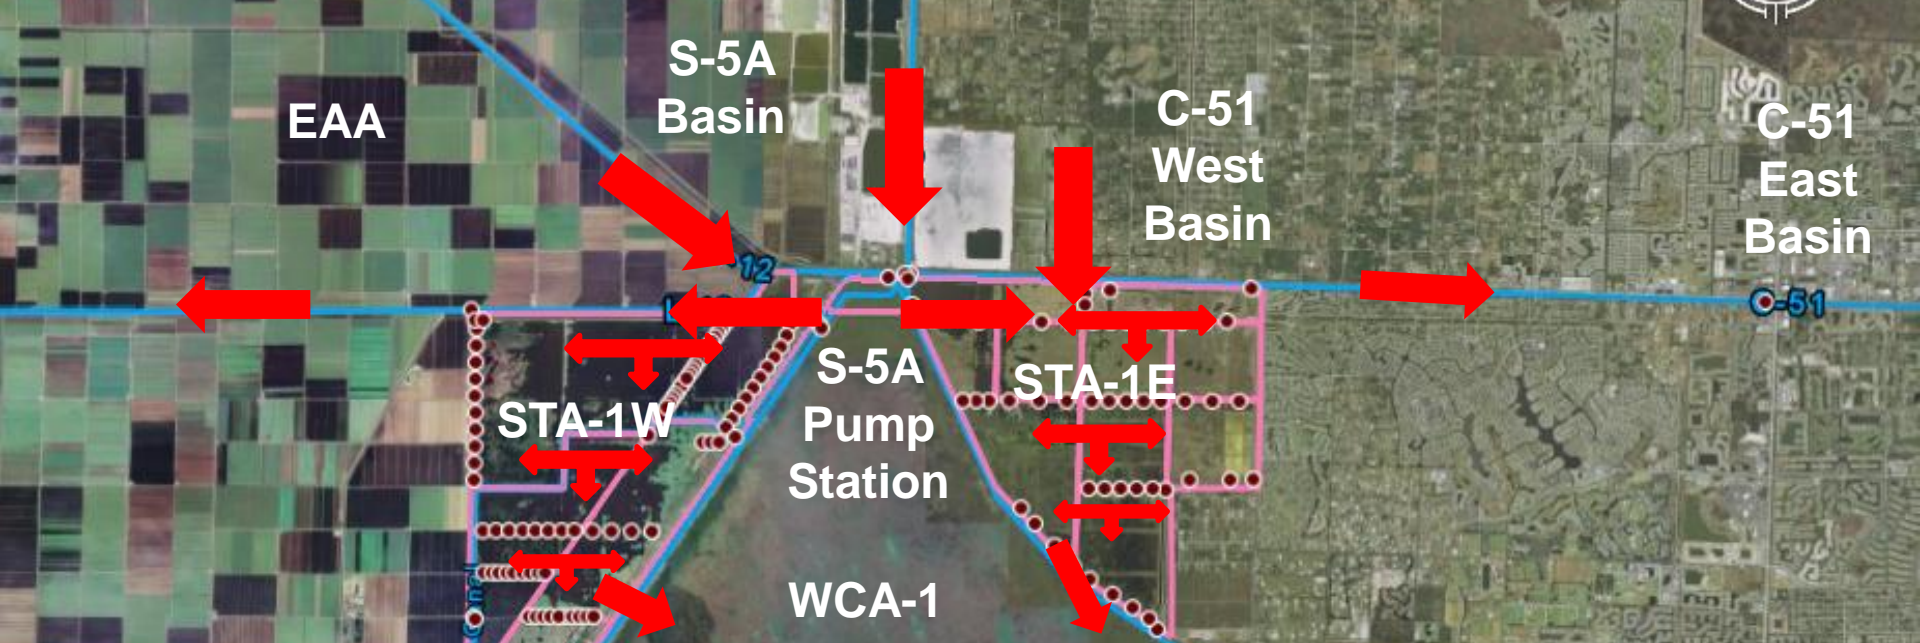 S-5A
Basin
EAA
C-51
West
Basin
C-51
East
Basin
12
C-51
S-5A
Pump
Station
STA-1E
STA-1W
WCA-1